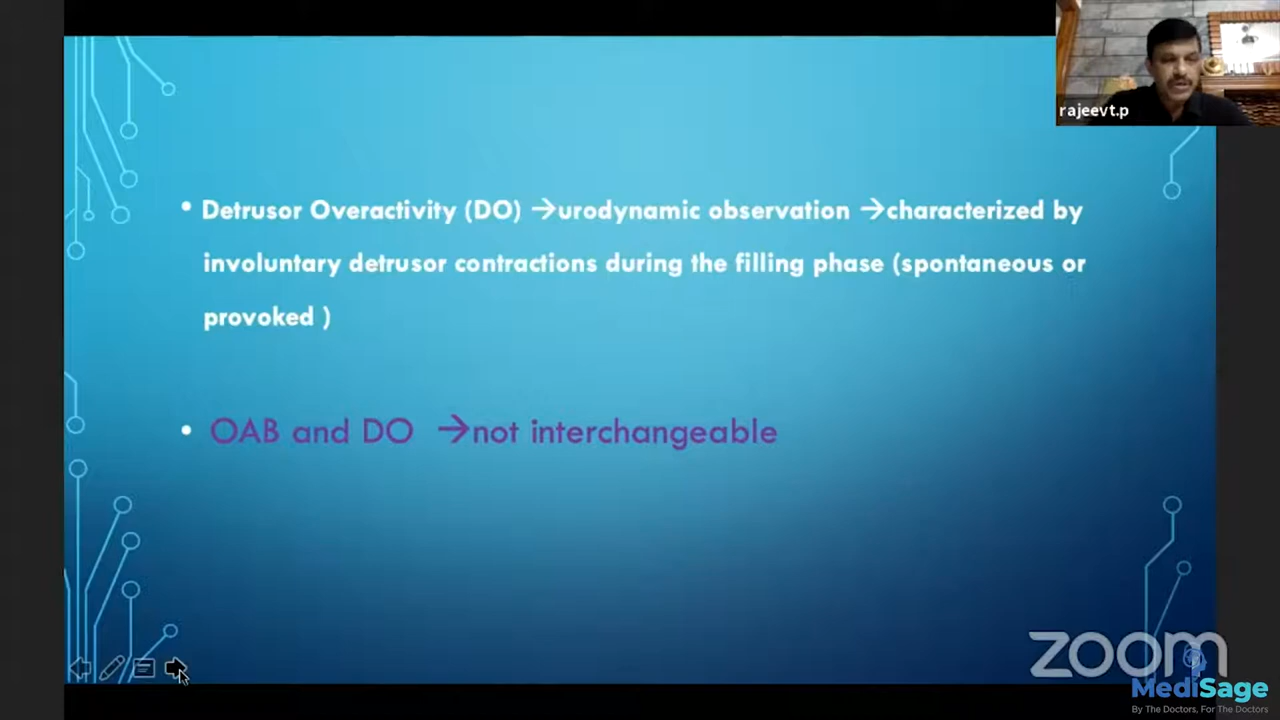 rajeevt.p
• Detrusor Overactivity (DO) →urodynamic observation →characterized by
involuntary detrusor contractions during the filling phase (spontaneous or
provoked )
• OAB and DO →not interchangeable
zoom
MediSage
By The Doctors, For The Doctors